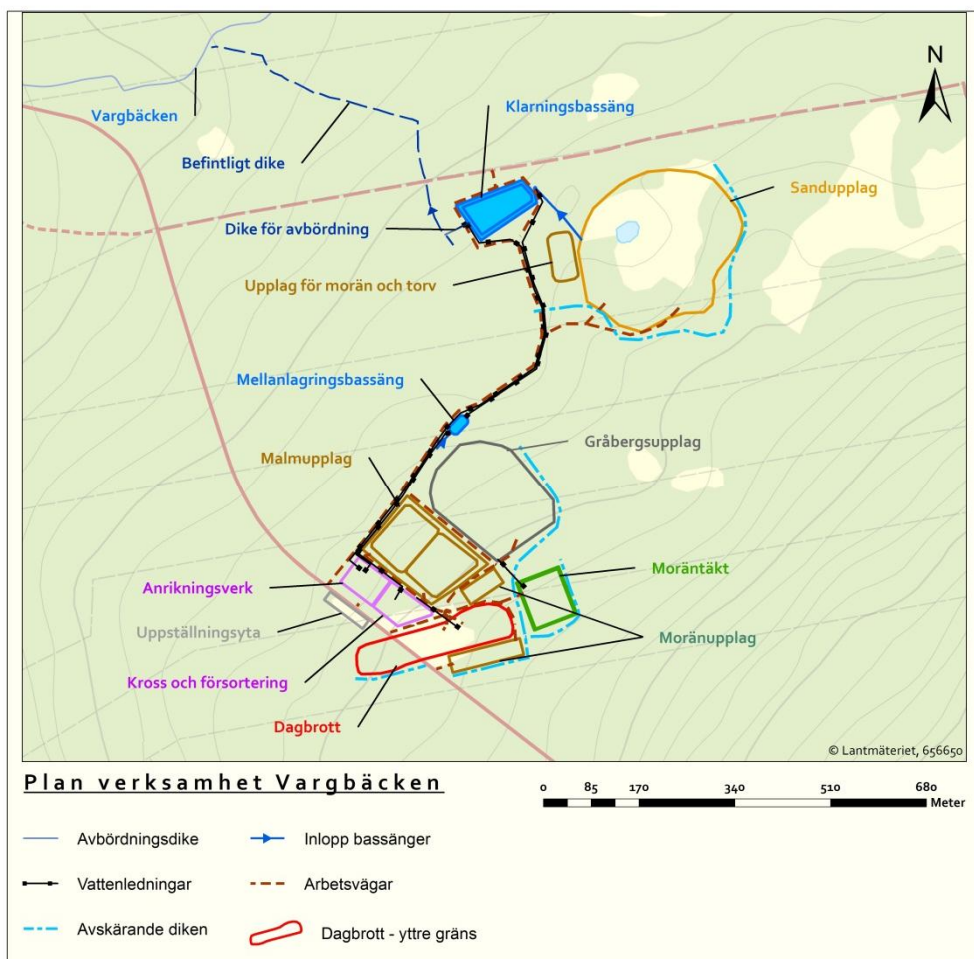 N
Klarningsbassäng
Vargbäcken
Befintligt dike
Sandupplag
Dike för avbördning
Upplag för morän och torv
Mellanlagringsbassäng
Gråbergsupplag
Malmupplag
Moräntäkt
Anrikningsverk
Uppställningsyta
Moränupplag
Kross och försortering
Dagbrott
© Lantmäteriet, 656650
Plan verksamhet Vargbäcken
0 85 170 340 510 680
Meter
Avbördningsdike
Inlopp bassänger
Vattenledningar
Arbetsvägar
Avskärande diken
Dagbrott - yttre gräns